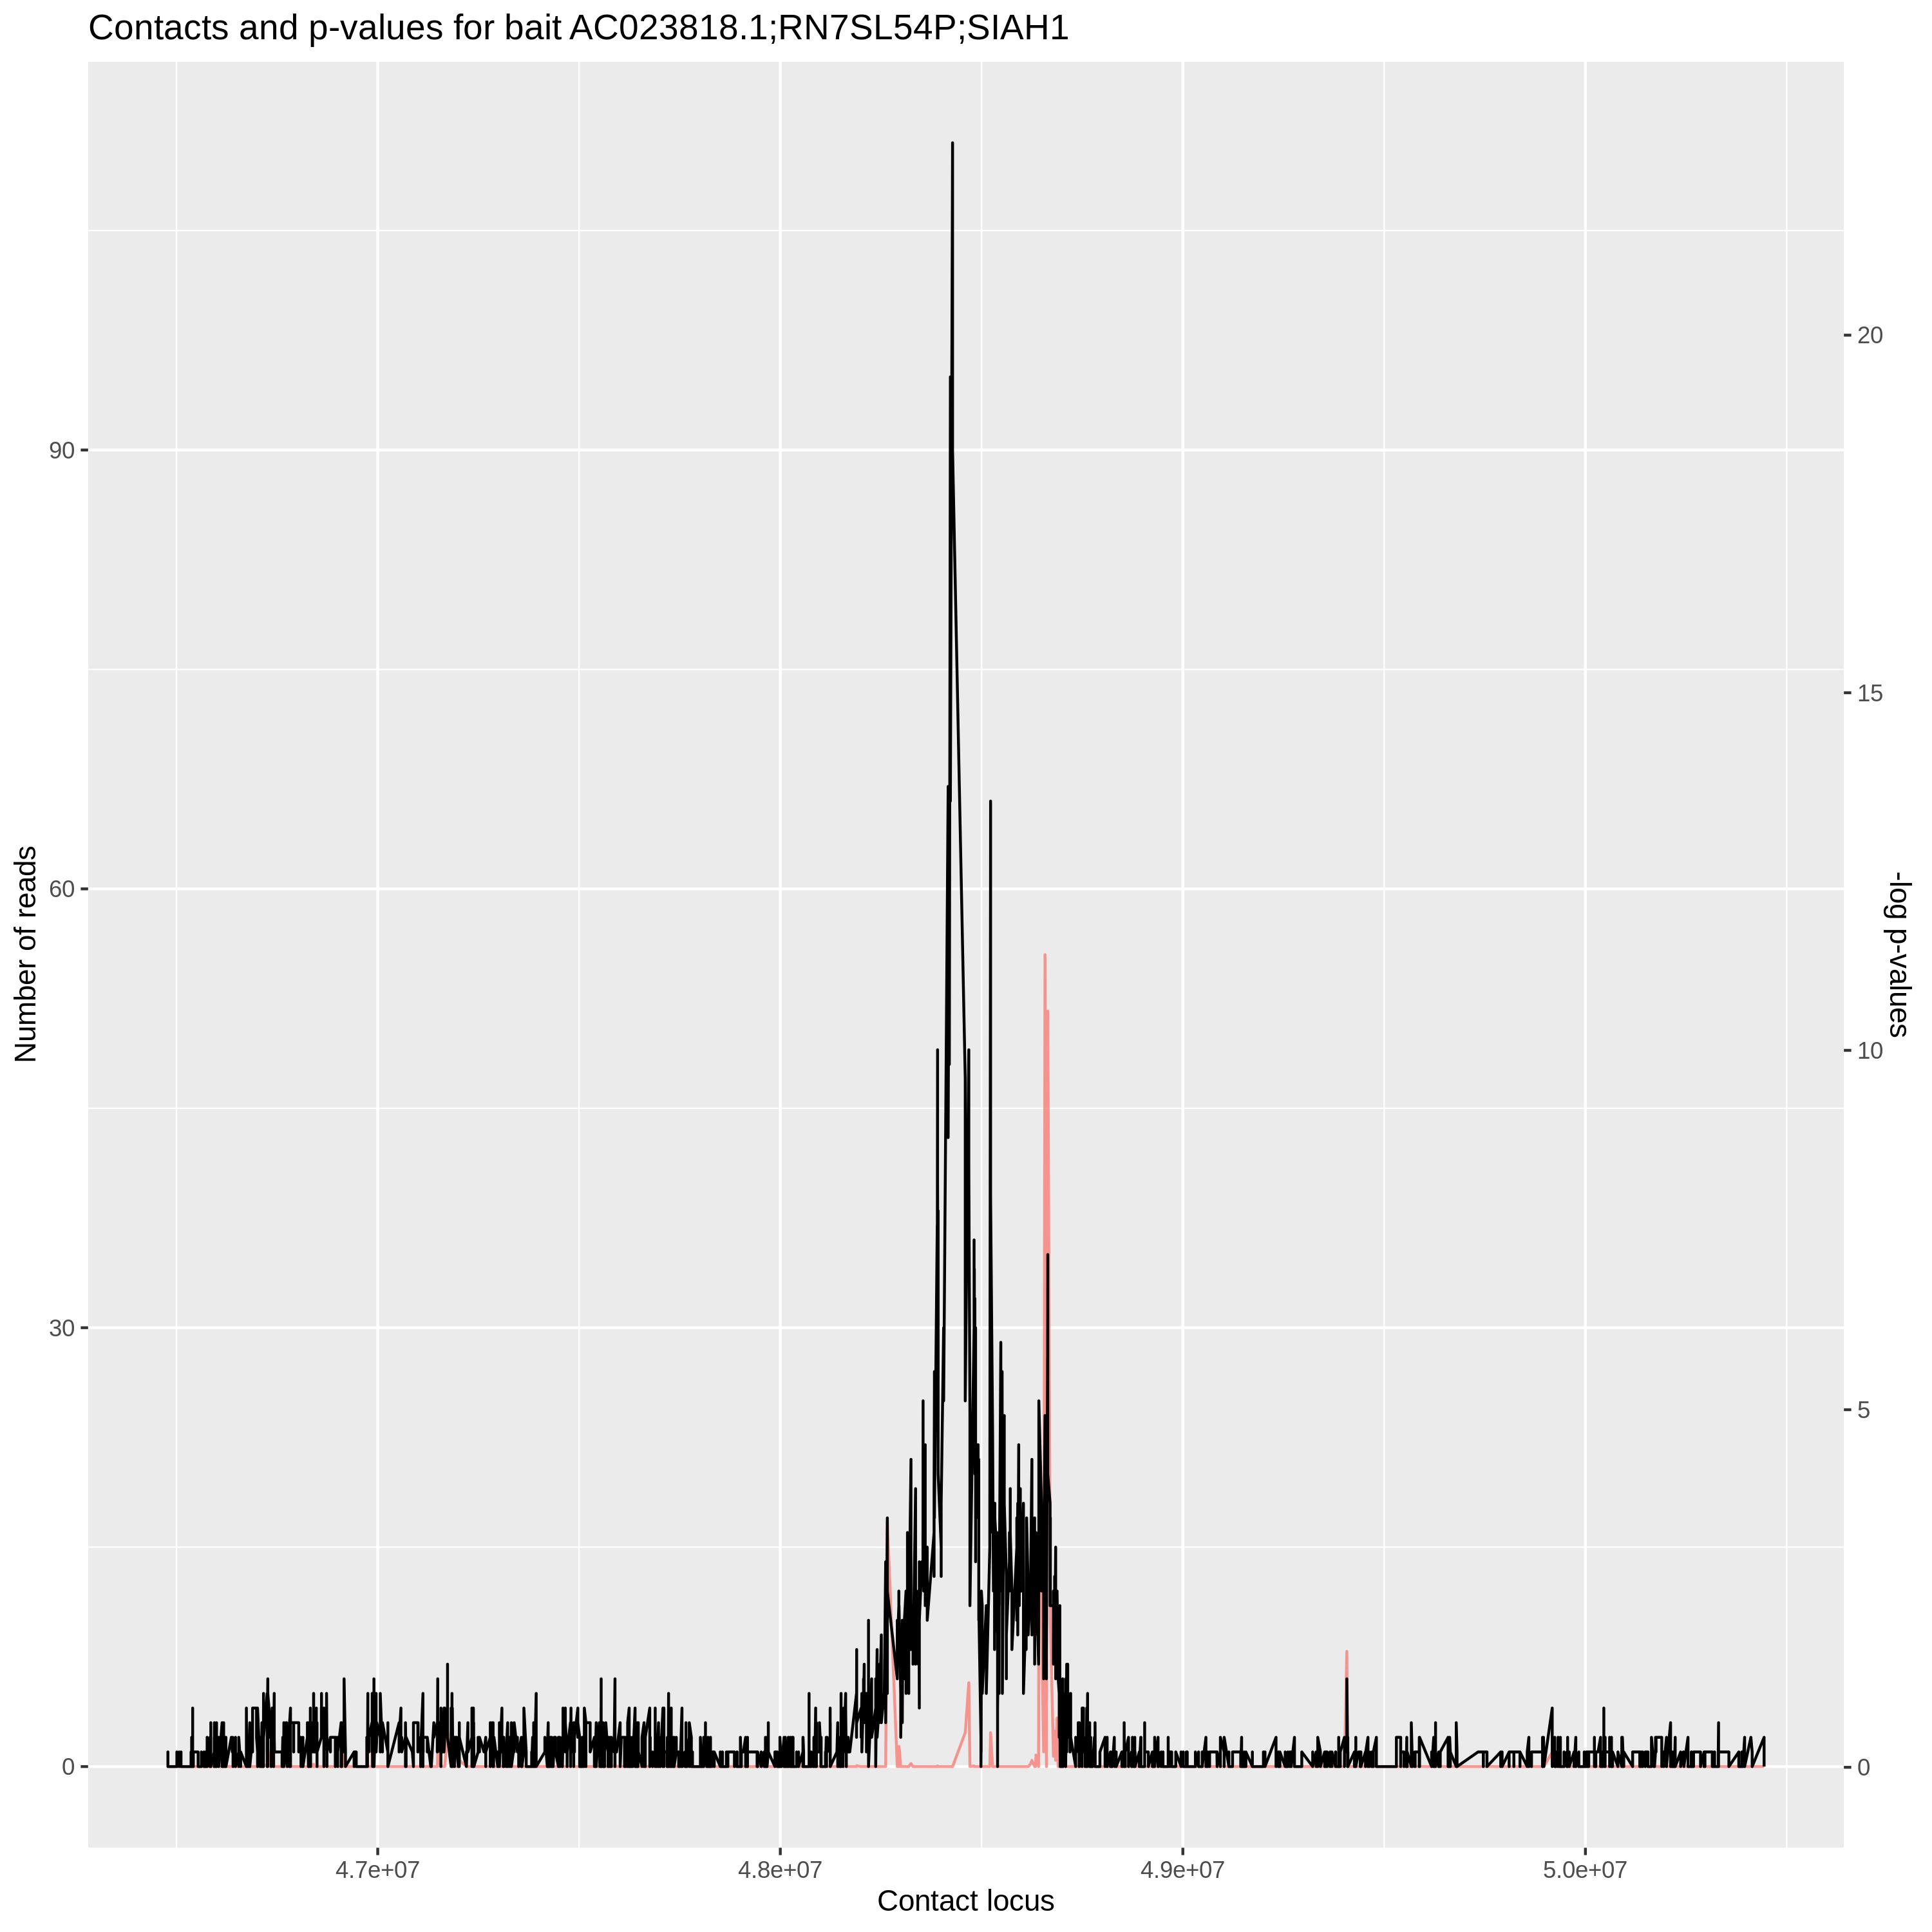 Contacts and p-values for bait AC023818.1;RN7SL54P;SIAH1
Number of reads
90
60
30
0
20
15
10
5
0
-log p-values
4.7e+07
4.8e+07
4.9e+07
5.0e+07
Contact locus